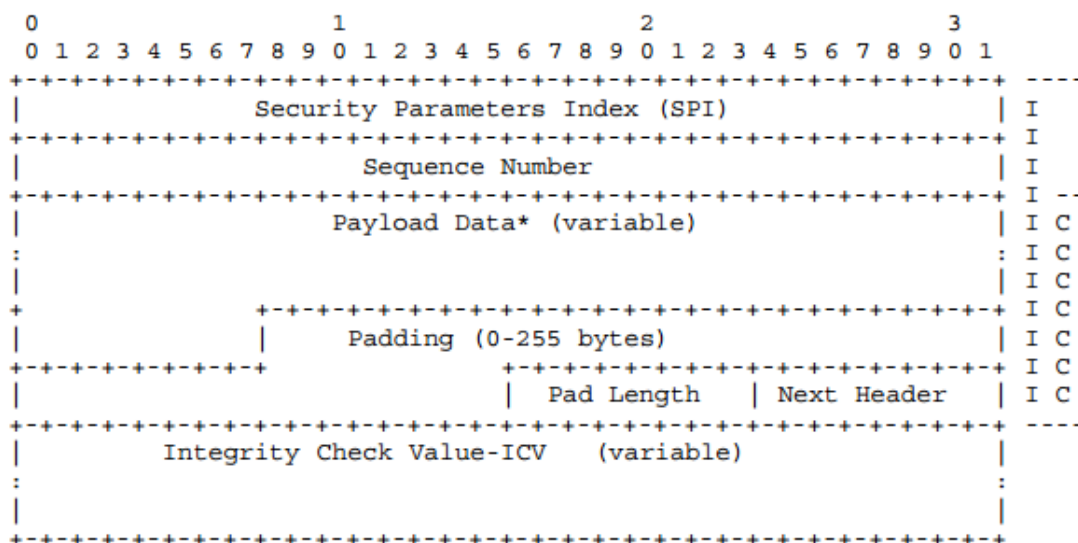 0                   1                   2                   3
 0 1 2 3 4 5 6 7 8 9 0 1 2 3 4 5 6 7 8 9 0 1 2 3 4 5 6 7 8 9 0 1
+-+-+-+-+-+-+-+-+-+-+-+-+-+-+-+-+-+-+-+-+-+-+-+-+-+-+-+-+-+-+-+-+ ----
|               Security Parameters Index (SPI)                | I
+-+-+-+-+-+-+-+-+-+-+-+-+-+-+-+-+-+-+-+-+-+-+-+-+-+-+-+-+-+-+-+-+ I
|                      Sequence Number                          | I
+-+-+-+-+-+-+-+-+-+-+-+-+-+-+-+-+-+-+-+-+-+-+-+-+-+-+-+-+-+-+-+-+ I --
|                    Payload Data* (variable)                   | I C
:                                                               : I C
|                                                               | I C
+               +-+-+-+-+-+-+-+-+-+-+-+-+-+-+-+-+-+-+-+-+-+-+-+-+ I C
|               |     Padding (0-255 bytes)                     | I C
+-+-+-+-+-+-+-+-+               +-+-+-+-+-+-+-+-+-+-+-+-+-+-+-+-+ I C
|                               |  Pad Length   | Next Header   | I C
+-+-+-+-+-+-+-+-+-+-+-+-+-+-+-+-+-+-+-+-+-+-+-+-+-+-+-+-+-+-+-+-+ ----
|         Integrity Check Value-ICV   (variable)                |
:                                                               :
|                                                               |
+-+-+-+-+-+-+-+-+-+-+-+-+-+-+-+-+-+-+-+-+-+-+-+-+-+-+-+-+-+-+-+-+